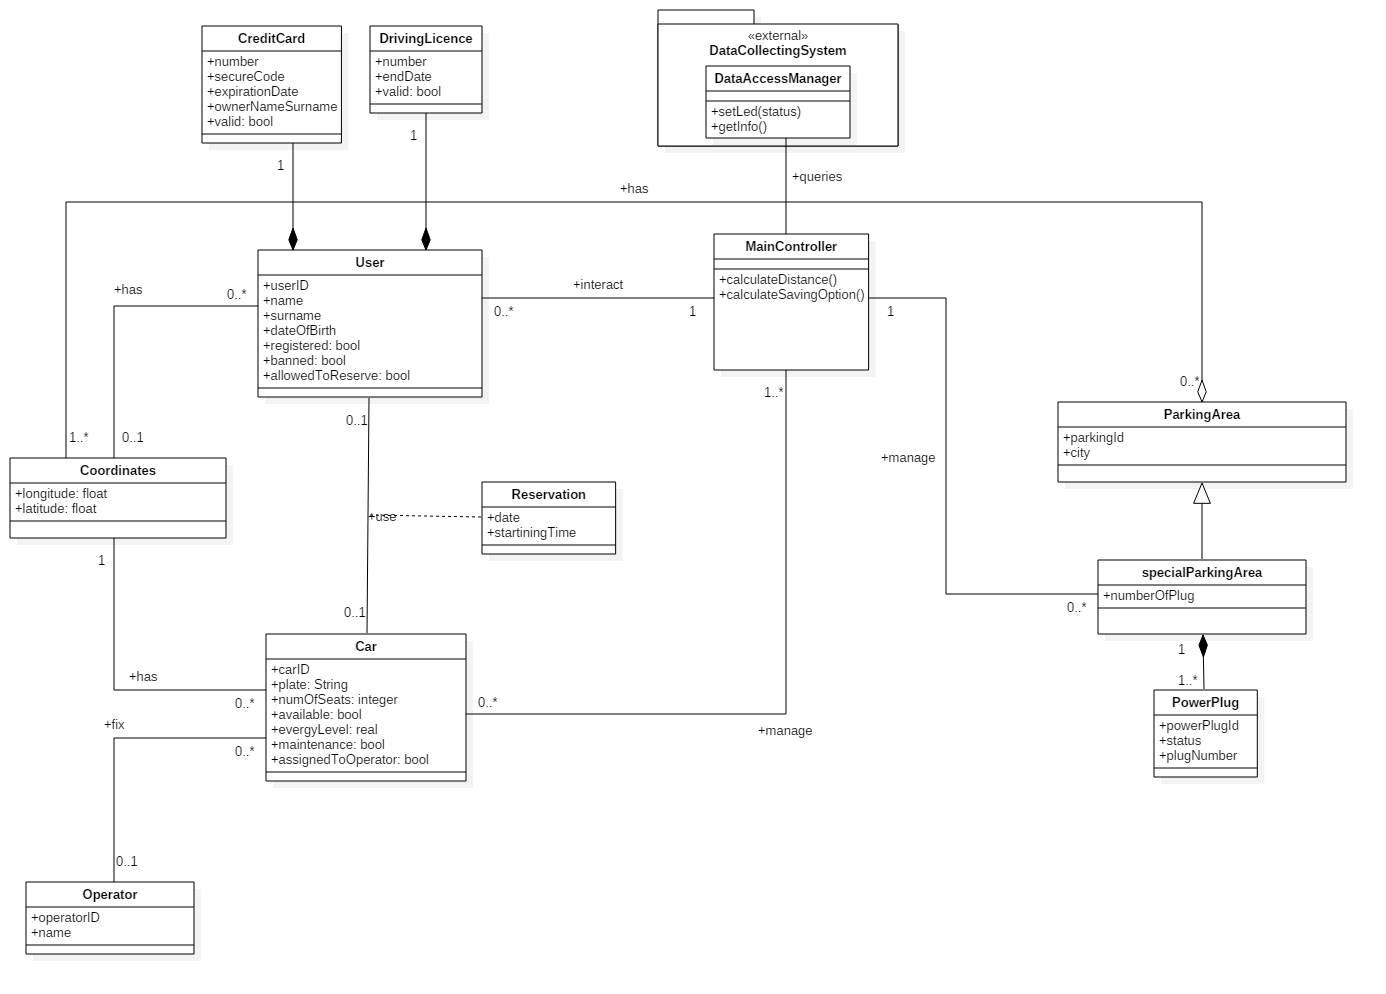 CreditCard
+number
+secureCode
+expirationDate
+ownerNameSurname
+valid: bool
DrivingLicence
+number
+endDate
+valid: bool
«external»
DataCollectingSystem
DataAccessManager
+setLed(status)
+getInfo()
1
1
+queries
+has
User
+userID
+name
+surname
+dateOfBirth
+registered: bool
+banned: bool
+allowedToReserve: bool
MainController
+calculateDistance()
+calculateSavingOption()
+has
0..*
+interact
0..*
1
1
0..*
1..*
0..1
1..*
0..1
+manage
ParkingArea
+parkingId
+city
Coordinates
+longitude: float
+latitude: float
Reservation
+date
+startiningTime
+use
1
specialParkingArea
+numberOfPlug
0..*
0..1
Car
+carID
+plate: String
+numOfSeats: integer
+available: bool
+evergyLevel: real
+maintenance: bool
+assignedToOperator: bool
+has
0..*
0..*
+manage
1
1..*
PowerPlug
+powerPlugId
+status
+plugNumber
+fix
0..*
0..1
Operator
+operatorID
+name